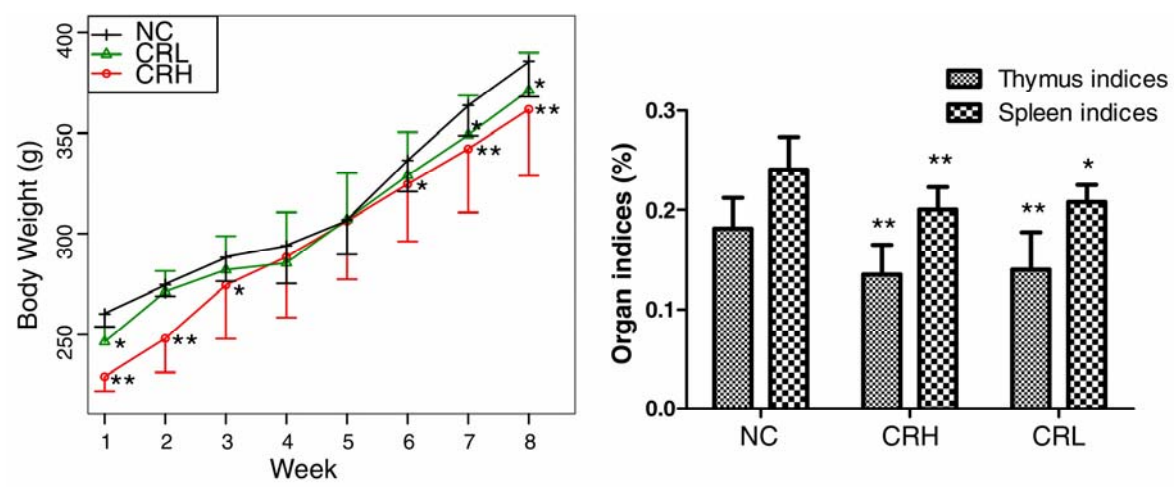 NC
CRL
CRH
400
350
300
250
Body Weight (g)
*
**
**
*
*
*
**
*
**
1 2 3 4 5 6 7 8
Week
Thymus indices
Spleen indices
0.3
0.2
0.1
0.0
Organ indices (%)
**
**
**
*
NC CRH CRL